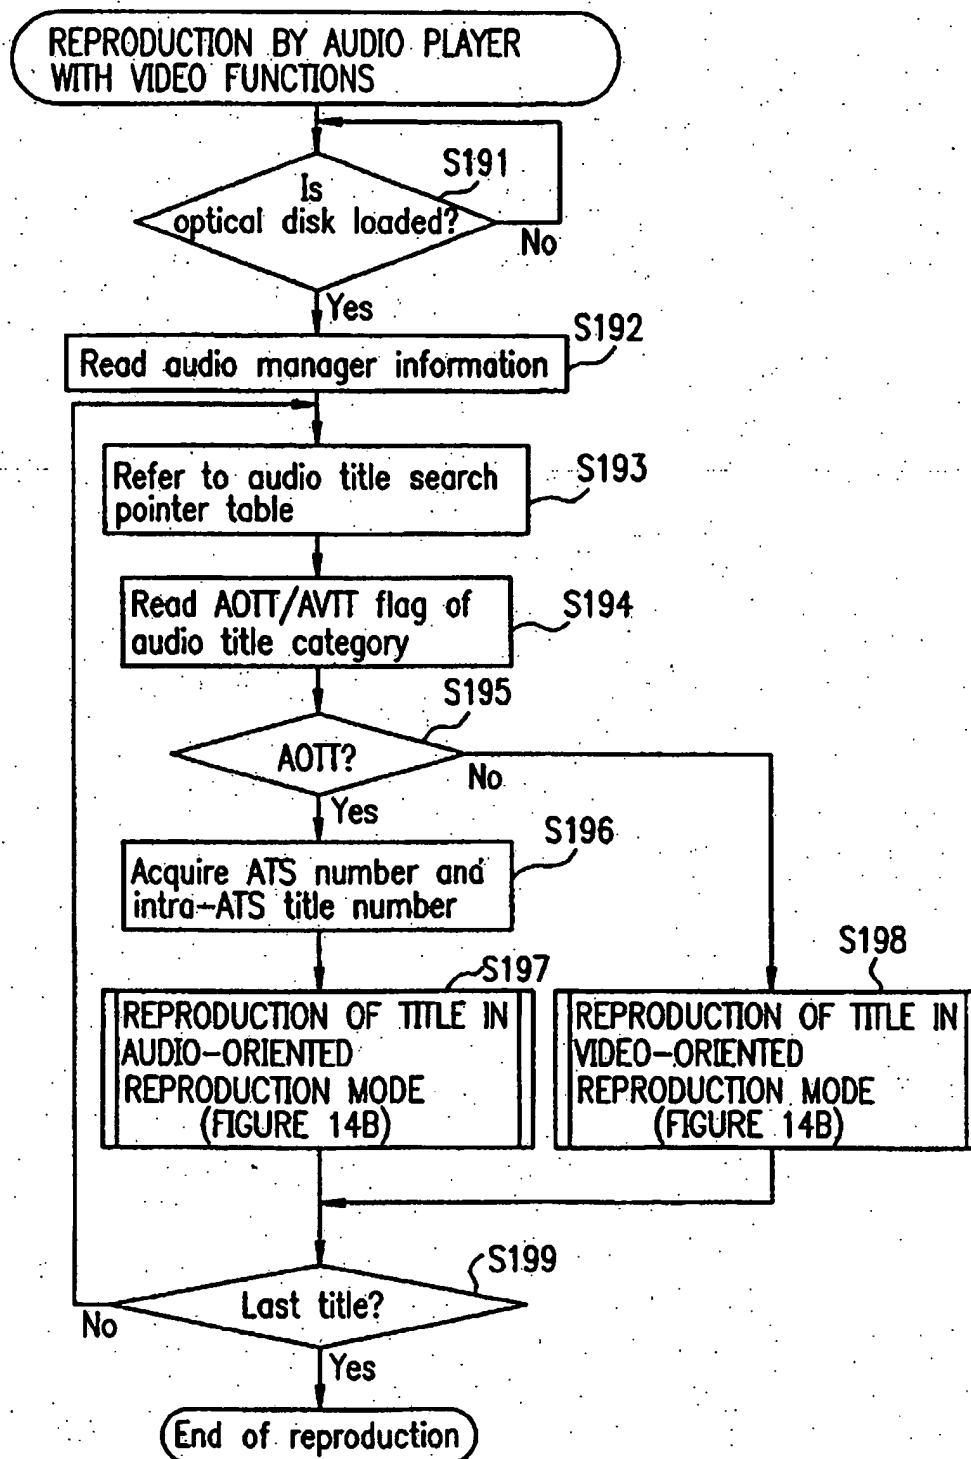 REPRODUCTION BY AUDIO PLAYER
WITH VIDEO FUNCTIONS
S191
Is
optical disk loaded?
No
Yes
S192
Read audio manager information
S193
Refer to audio title search
pointer table
S194
Read AOTT/AVTT flag of
audio title category
S195
AOTT?
No
Yes
S196
Acquire ATS number and
intra-ATS title number
S197
REPRODUCTION OF TITLE IN
AUDIO-ORIENTED
REPRODUCTION MODE
(FIGURE 14B)
S198
REPRODUCTION OF TITLE IN
VIDEO-ORIENTED
REPRODUCTION MODE
(FIGURE 14B)
S199
Last title?
No
Yes
End of reproduction